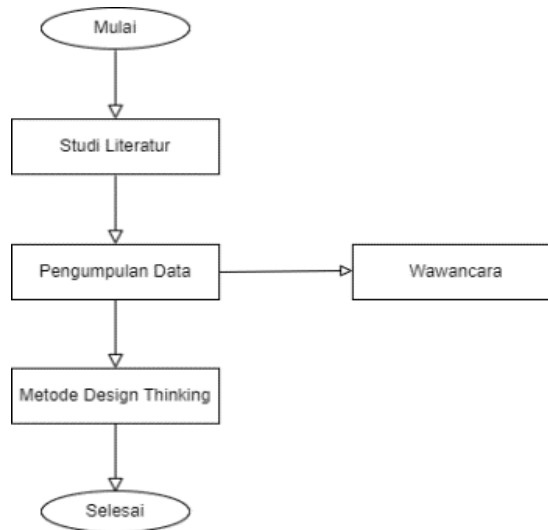 Mulai
Studi Literatur
Pengumpulan Data
Wawancara
Metode Design Thinking
Selesai